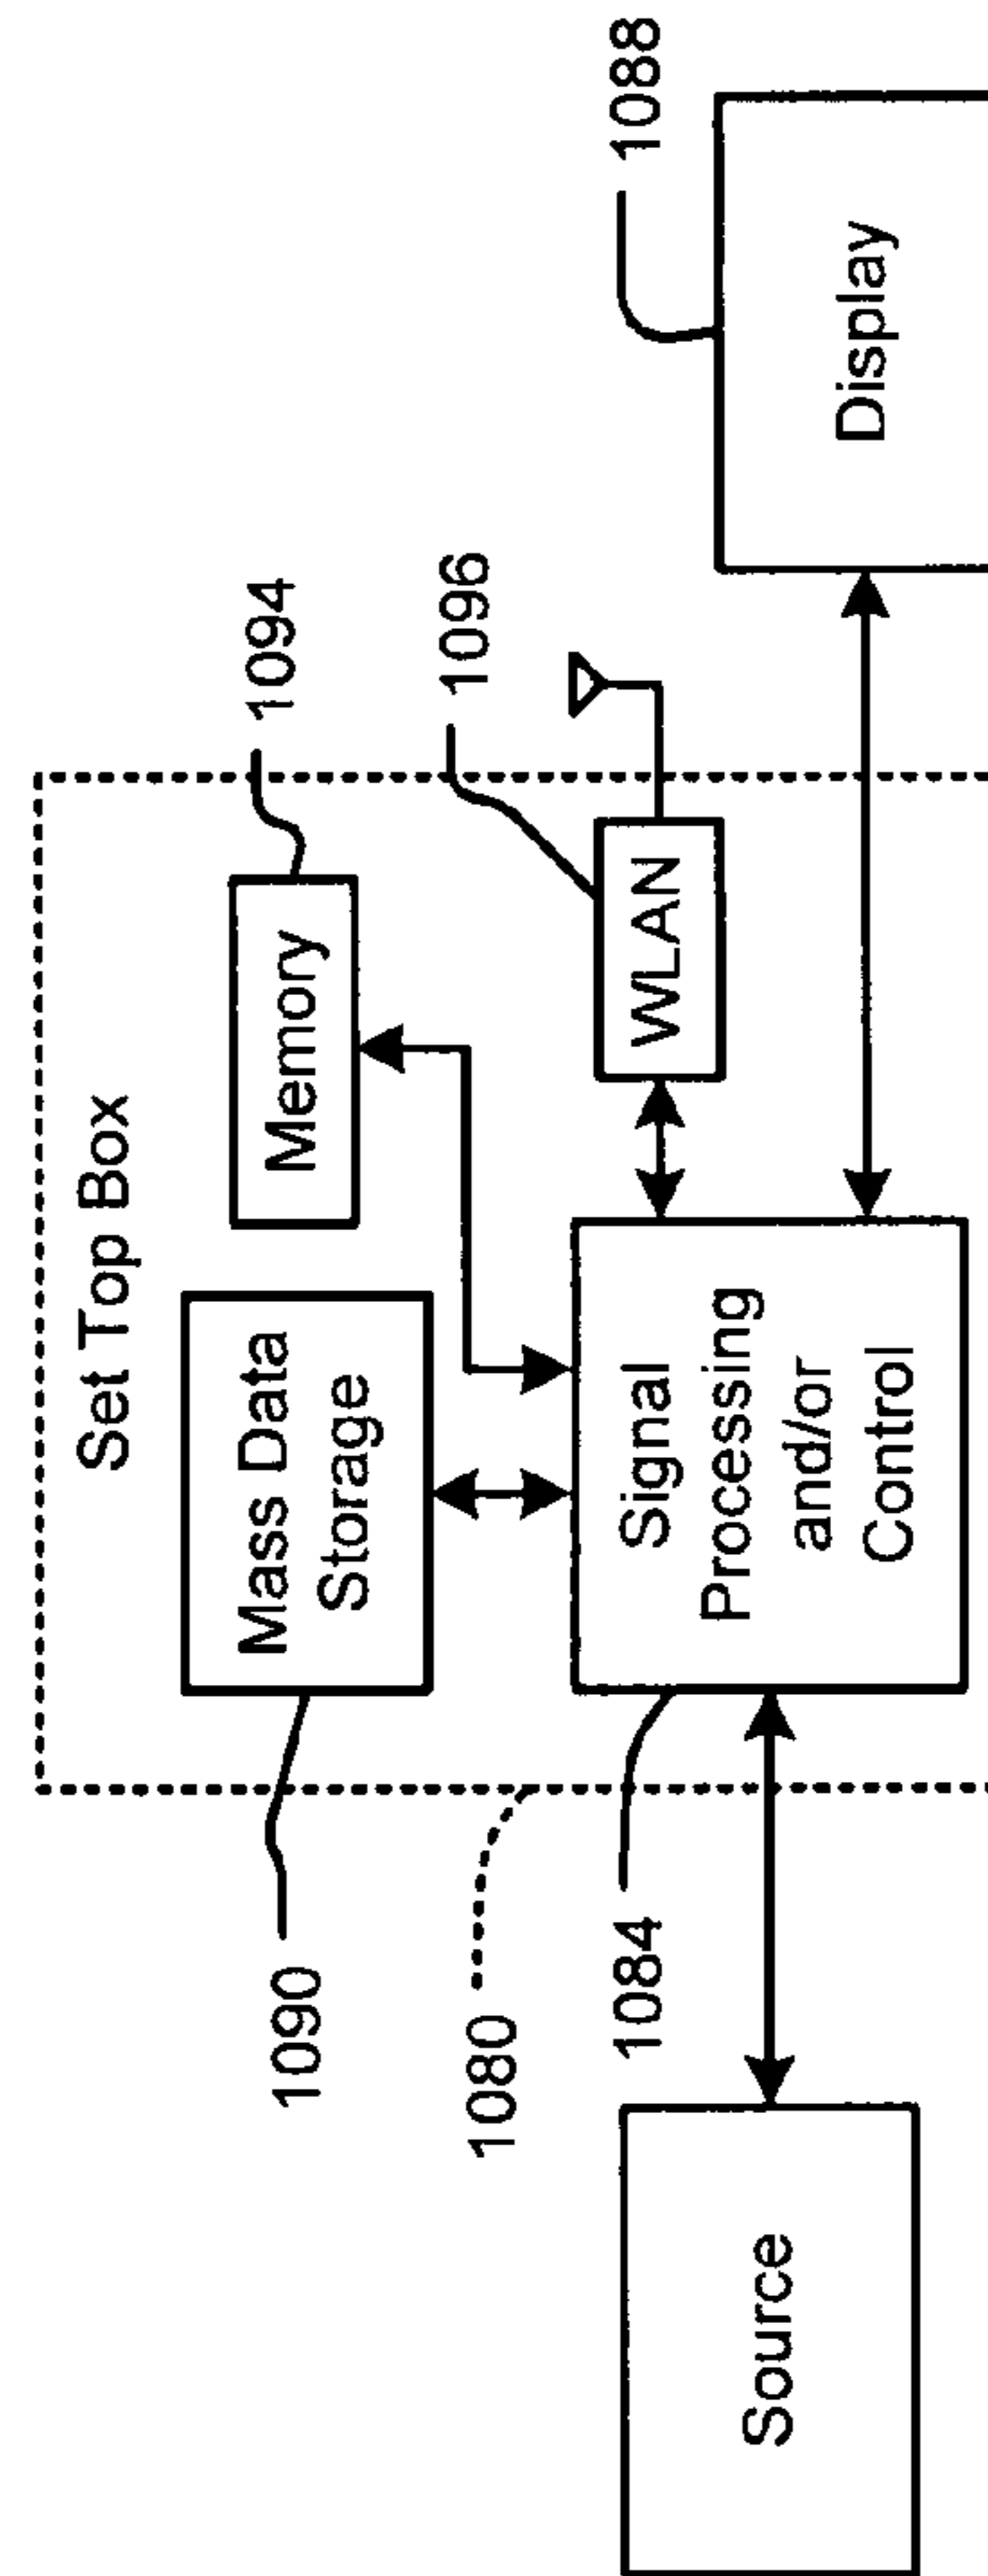 Set Top Box
1090
Mass Data
Storage
Memory
1094
1080
1084
Signal
Processing
and/or
Control
WLAN
1096
Source
Display
1088